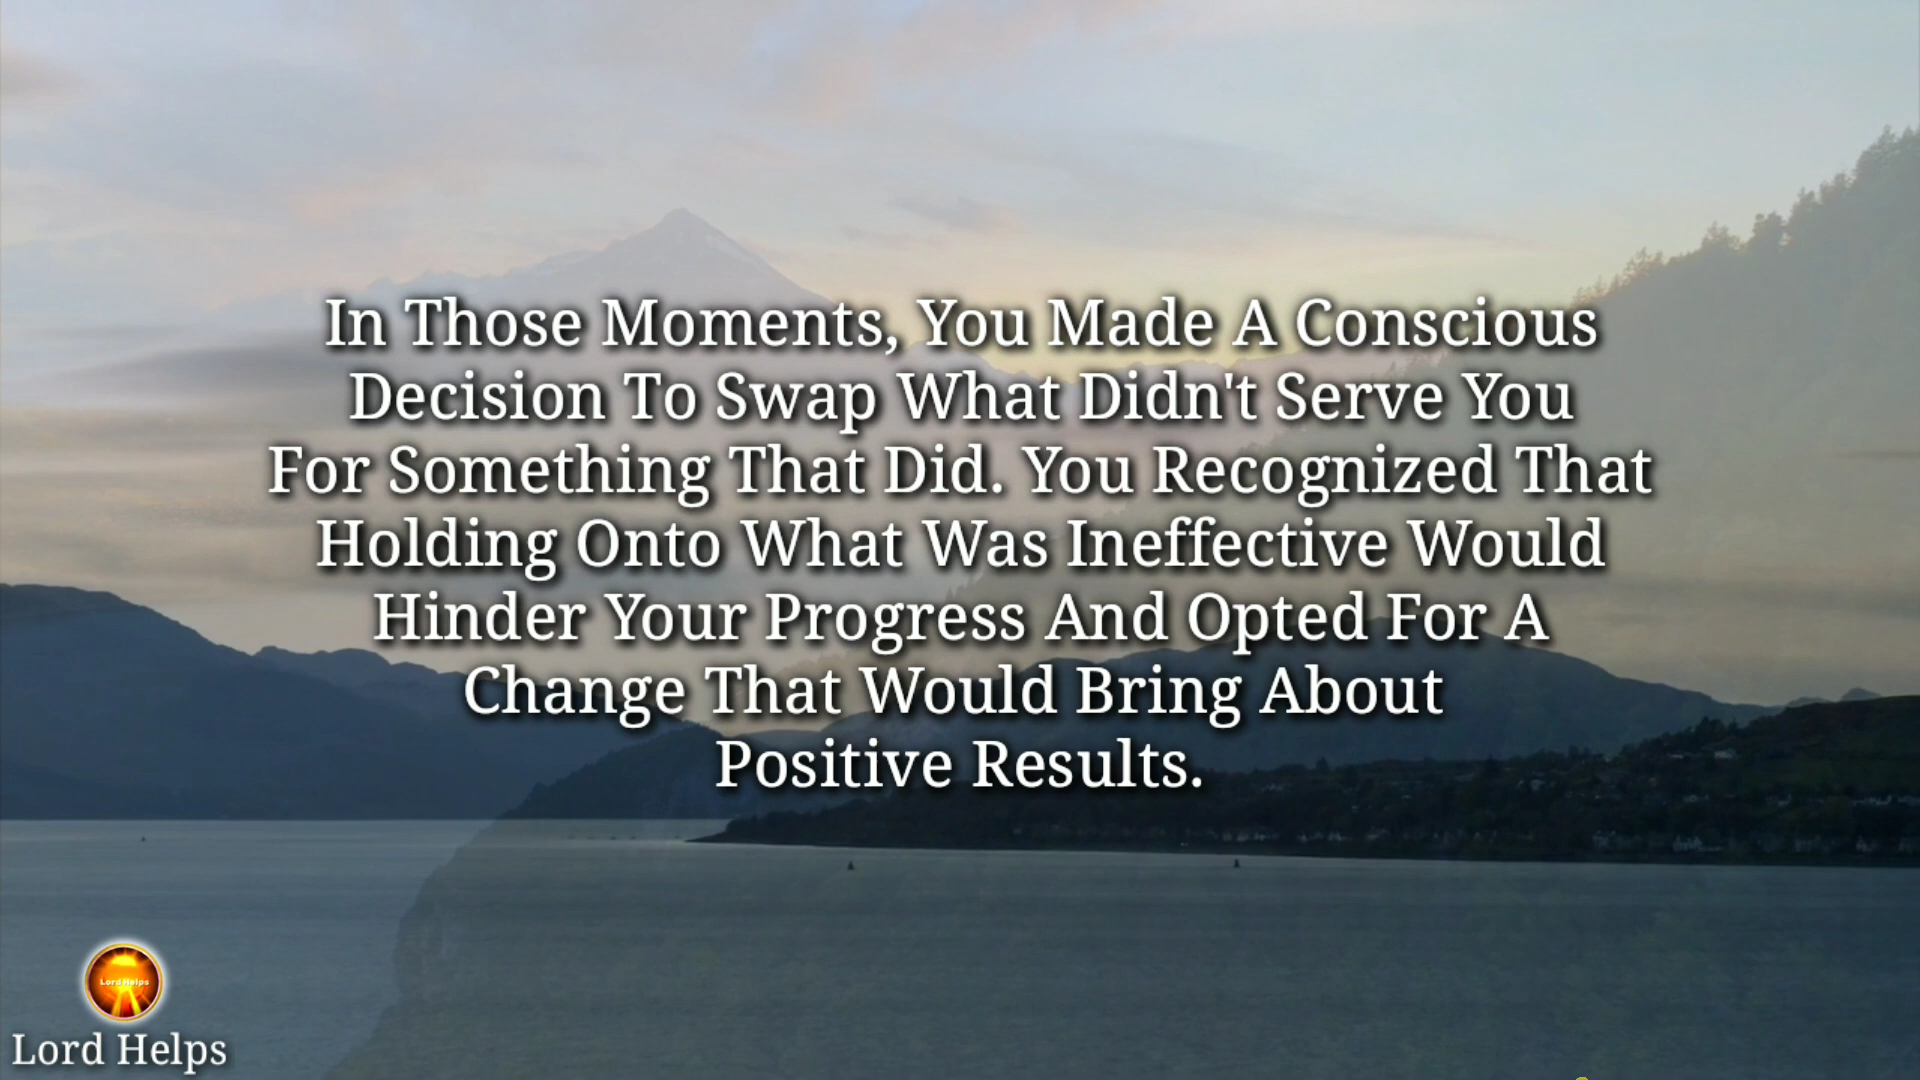 In Those Moments, You Made A Conscious
Decision To Swap What Didn't Serve You
For Something That Did. You Recognized That
Holding Onto What Was Ineffective Would
Hinder Your Progress And Opted For A
Change That Would Bring About
Positive Results.
Lord Helps
Lord Helps